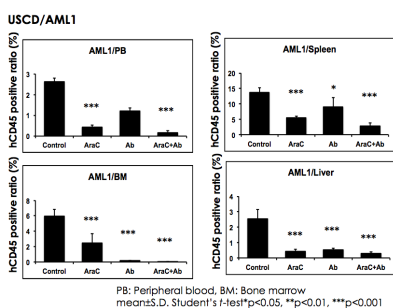 USCD/AML1
AML1/PB
hCD45 positive ratio (%)
3
2
1
0
***
***
Control AraC Ab AraC+Ab
AML1/Spleen
hCD45 positive ratio (%)
20
15
10
5
0
***
*
***
Control AraC Ab AraC+Ab
AML1/BM
hCD45 positive ratio (%)
8
6
4
2
0
***
***
***
Control AraC Ab AraC+Ab
AML1/Liver
hCD45 positive ratio (%)
4
3
2
1
0
***
***
***
Control AraC Ab AraC+Ab
PB: Peripheral blood, BM: Bone marrow
mean±S.D. Student's t-test*p<0.05, **p<0.01, ***p<0.001